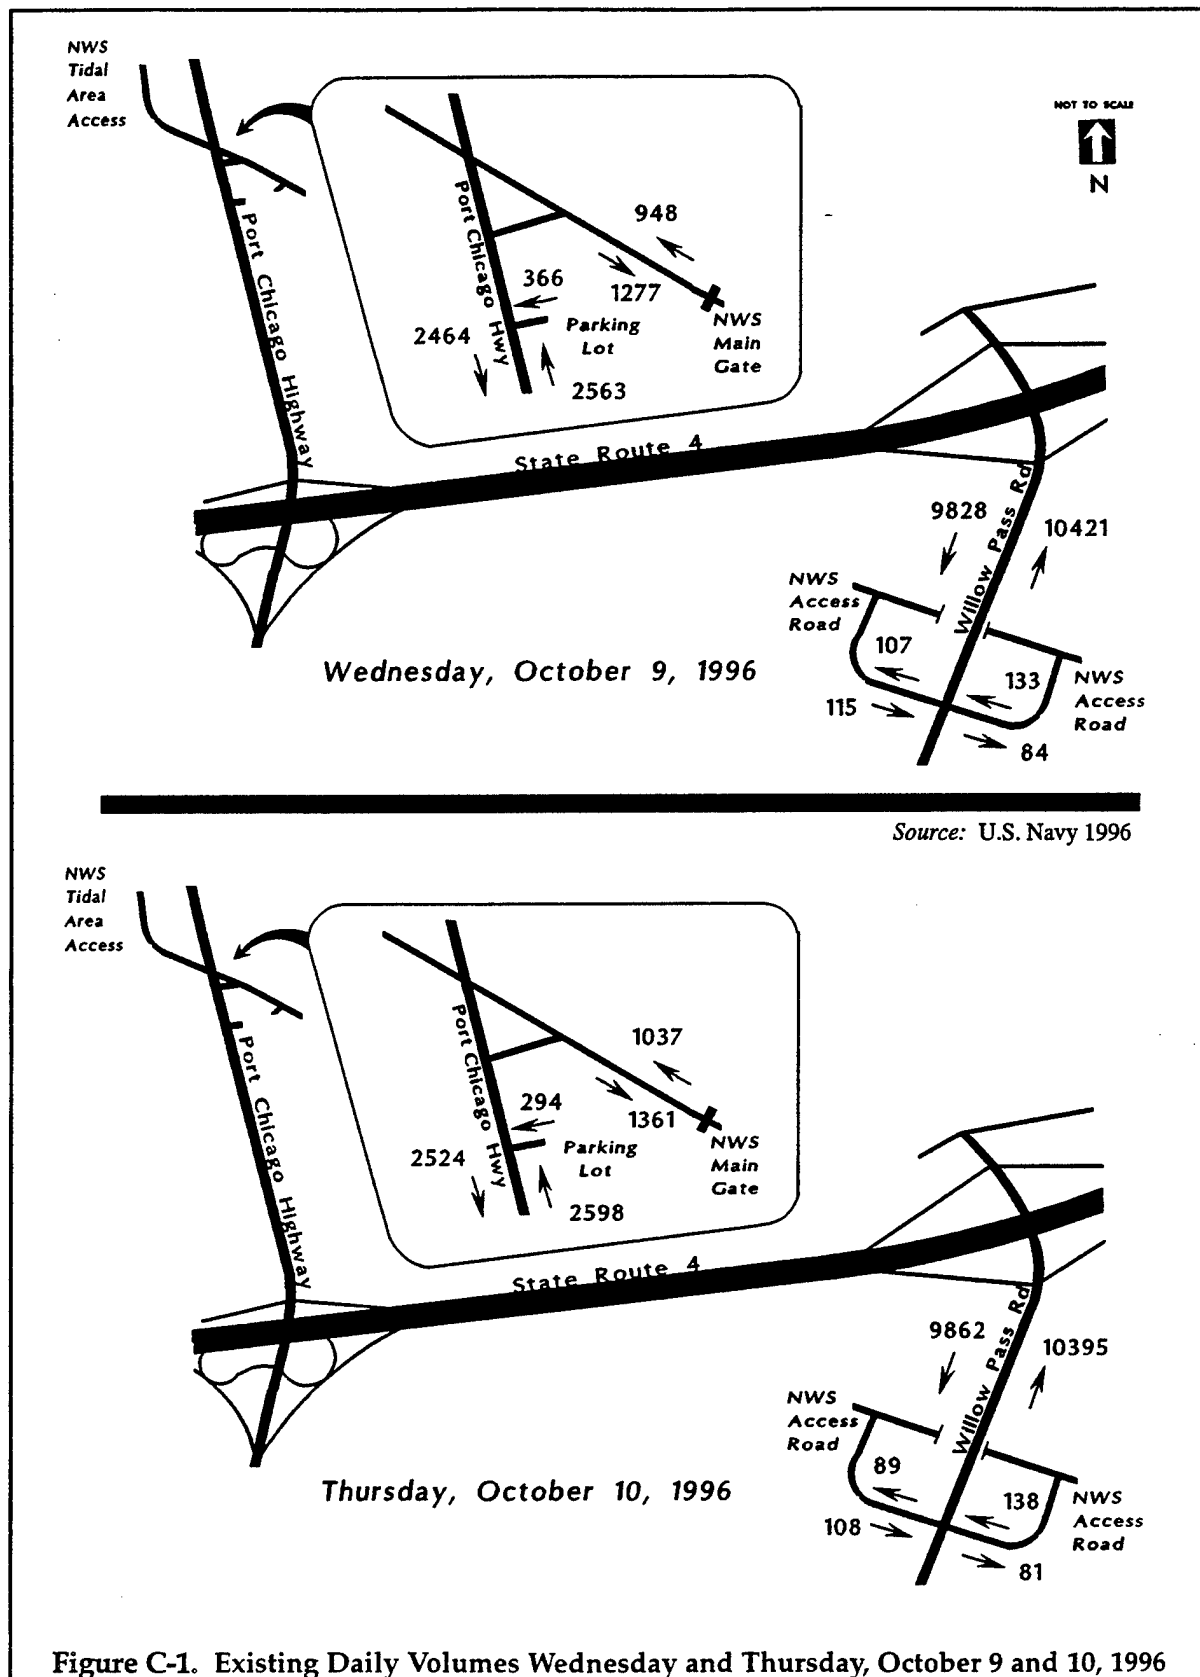 NWS
Tidal
Area
Access
NOT TO SCALE
N
Port Chicago Hwy
948
1277
366
2464
Parking
Lot
2563
NWS
Main
Gate
Port Chicago Highway
State Route 4
9828
Willow Pass Rd
10421
NWS
Access
Road
107
115
133
84
NWS
Access
Road
Wednesday, October 9, 1996
Source: U.S. Navy 1996
NWS
Tidal
Area
Access
Port Chicago Hwy
1037
1361
294
2524
Parking
Lot
2598
NWS
Main
Gate
Port Chicago Highway
State Route 4
9862
Willow Pass Rd
10395
NWS
Access
Road
89
108
138
81
NWS
Access
Road
Thursday, October 10, 1996
Figure C-1. Existing Daily Volumes Wednesday and Thursday, October 9 and 10, 1996